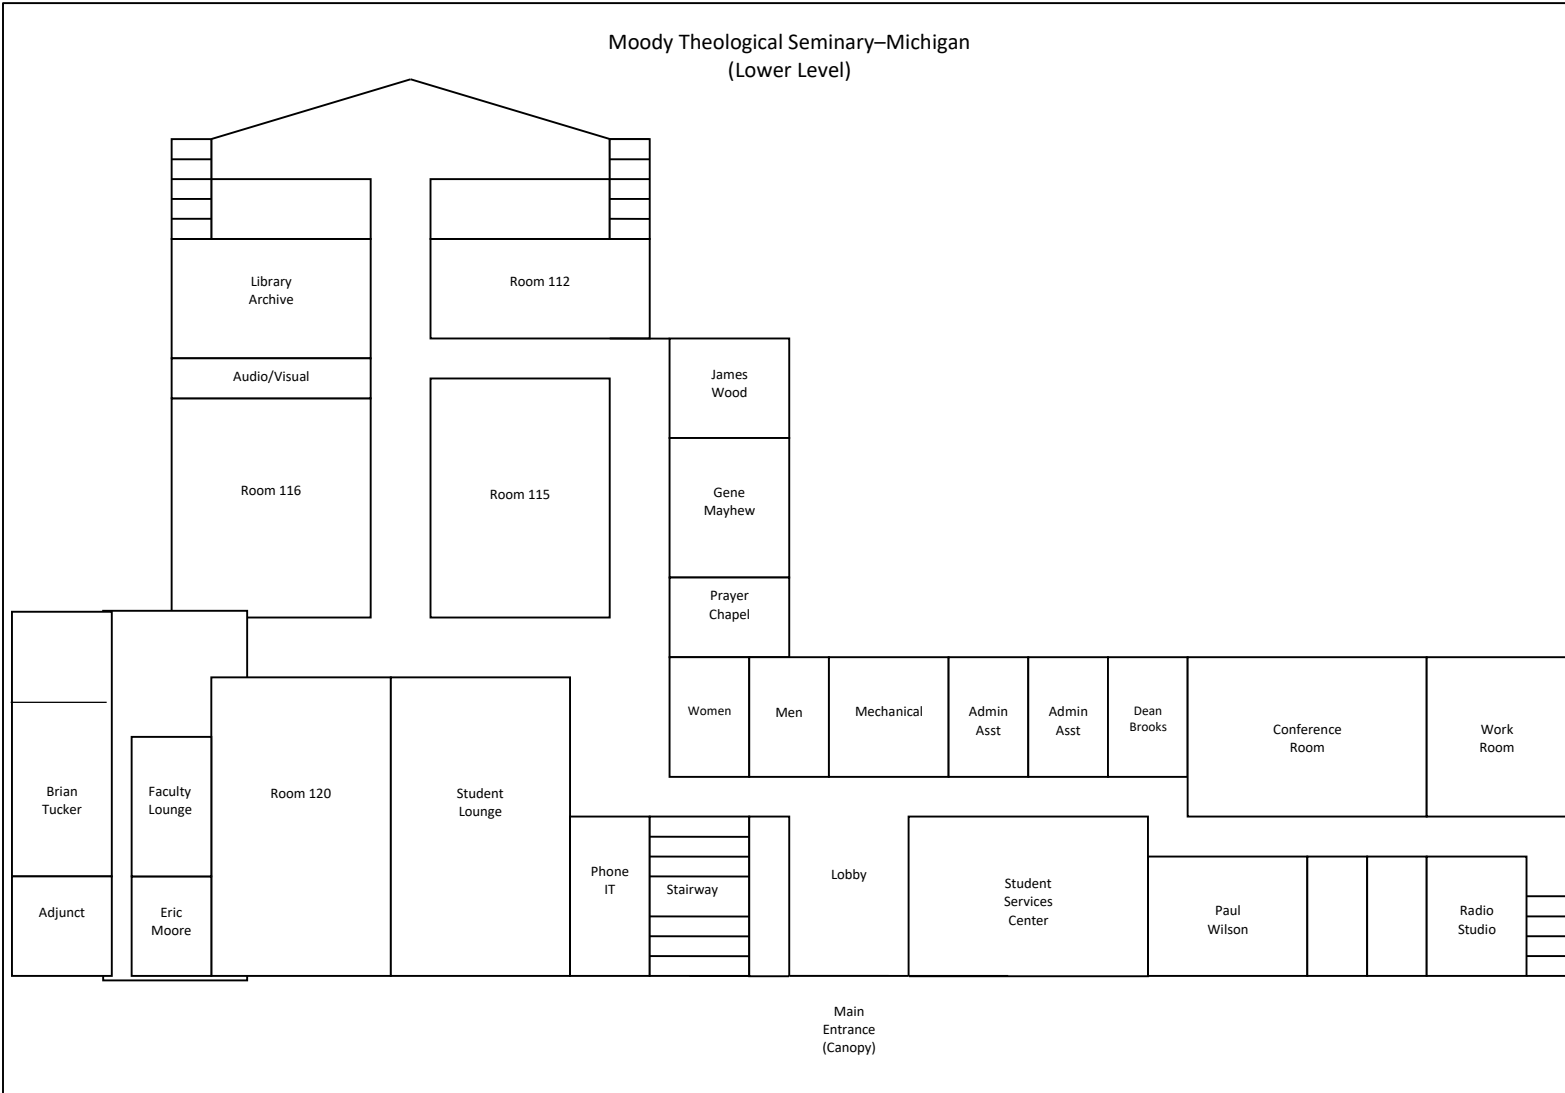 Moody Theological Seminary–Michigan
(Lower Level)
Library
Archive
Room 112
Audio/Visual
James
Wood
Room 116
Room 115
Gene
Mayhew
Prayer
Chapel
Women
Men
Mechanical
Admin
Asst
Admin
Asst
Dean
Brooks
Conference
Room
Work
Room
Brian
Tucker
Faculty
Lounge
Room 120
Student
Lounge
Phone
IT
Stairway
Lobby
Student
Services
Center
Adjunct
Eric
Moore
Paul
Wilson
Radio
Studio
Main
Entrance
(Canopy)